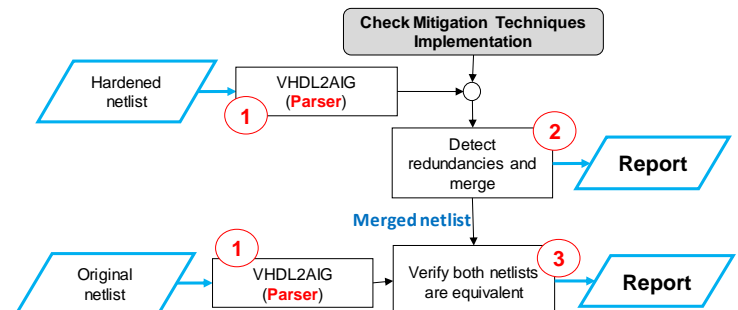 Check Mitigation Techniques
Implementation
Hardened
netlist
VHDL2AIG
(Parser)
1
2
Detect
redundancies and
merge
Report
Merged netlist
1
3
Original
netlist
VHDL2AIG
(Parser)
Verify both netlists
are equivalent
Report